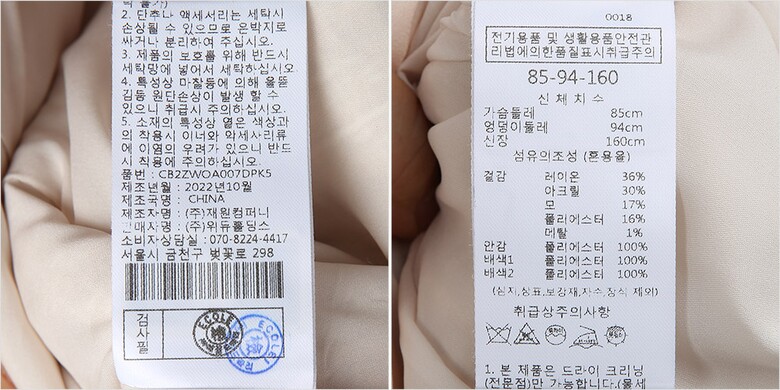 2. 단추나 액세서리는 세탁시
손상될 수 있으므로 은박지로
싸거나 분리하여 주십시오.
3. 제품의 보호를 위해 반드시
세탁망에 넣어서 세탁하십시오.
4. 특성상 마찰등에 의해 올뜯
김등 원단손상이 발생 할 수
있으니 취급시 주의하십시오.
5. 소재의 특성상 옅은 색상과
의 착용시 이너와 악세사리류
에 이염의 우려가 있으니 반드
시 착용에 주의하십시오.
품번 : CB2ZWOA007DPK5
제조년월 : 2022년10월
제조국명 : CHINA
제조자명 : (주)재원컴퍼니
판매자명 : (주)위듀홀딩스
소비자상담실 : 070-8224-4417
서울시 금천구 벚꽃로 298
검
사
필
ECOLE
ECOLE
0018
전기용품 및 생활용품안전관
리법에의한품질표시취급주의
85-94-160
신체치수
가슴둘레 85cm
엉덩이둘레 94cm
신장 160cm
섬유의조성 (혼용율)
겉감 레이온 36%
아크릴 30%
모 17%
폴리에스터 16%
메탈 1%
안감 폴리에스터 100%
배색1 폴리에스터 100%
배색2 폴리에스터 100%
(심지,상표,보강재,자수,장식 제외)
취급상주의사항
1. 본 제품은 드라이 크리닝
(전문점)만 가능합니다.(물세